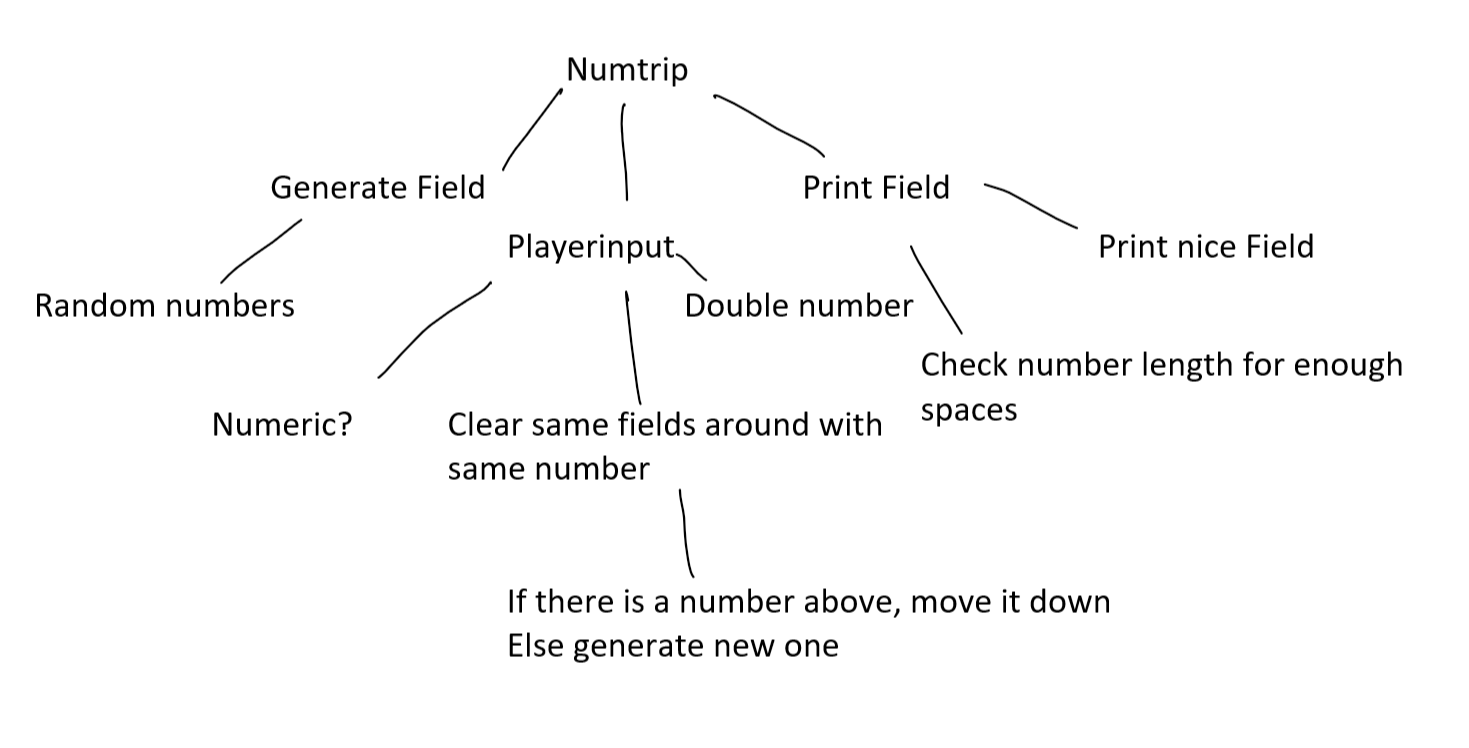 Numtrip
Generate Field
Print Field
Playerinput
Print nice Field
Random numbers
Double number
Check number length for enough
spaces
Numeric?
Clear same fields around with
same number
If there is a number above, move it down
Else generate new one